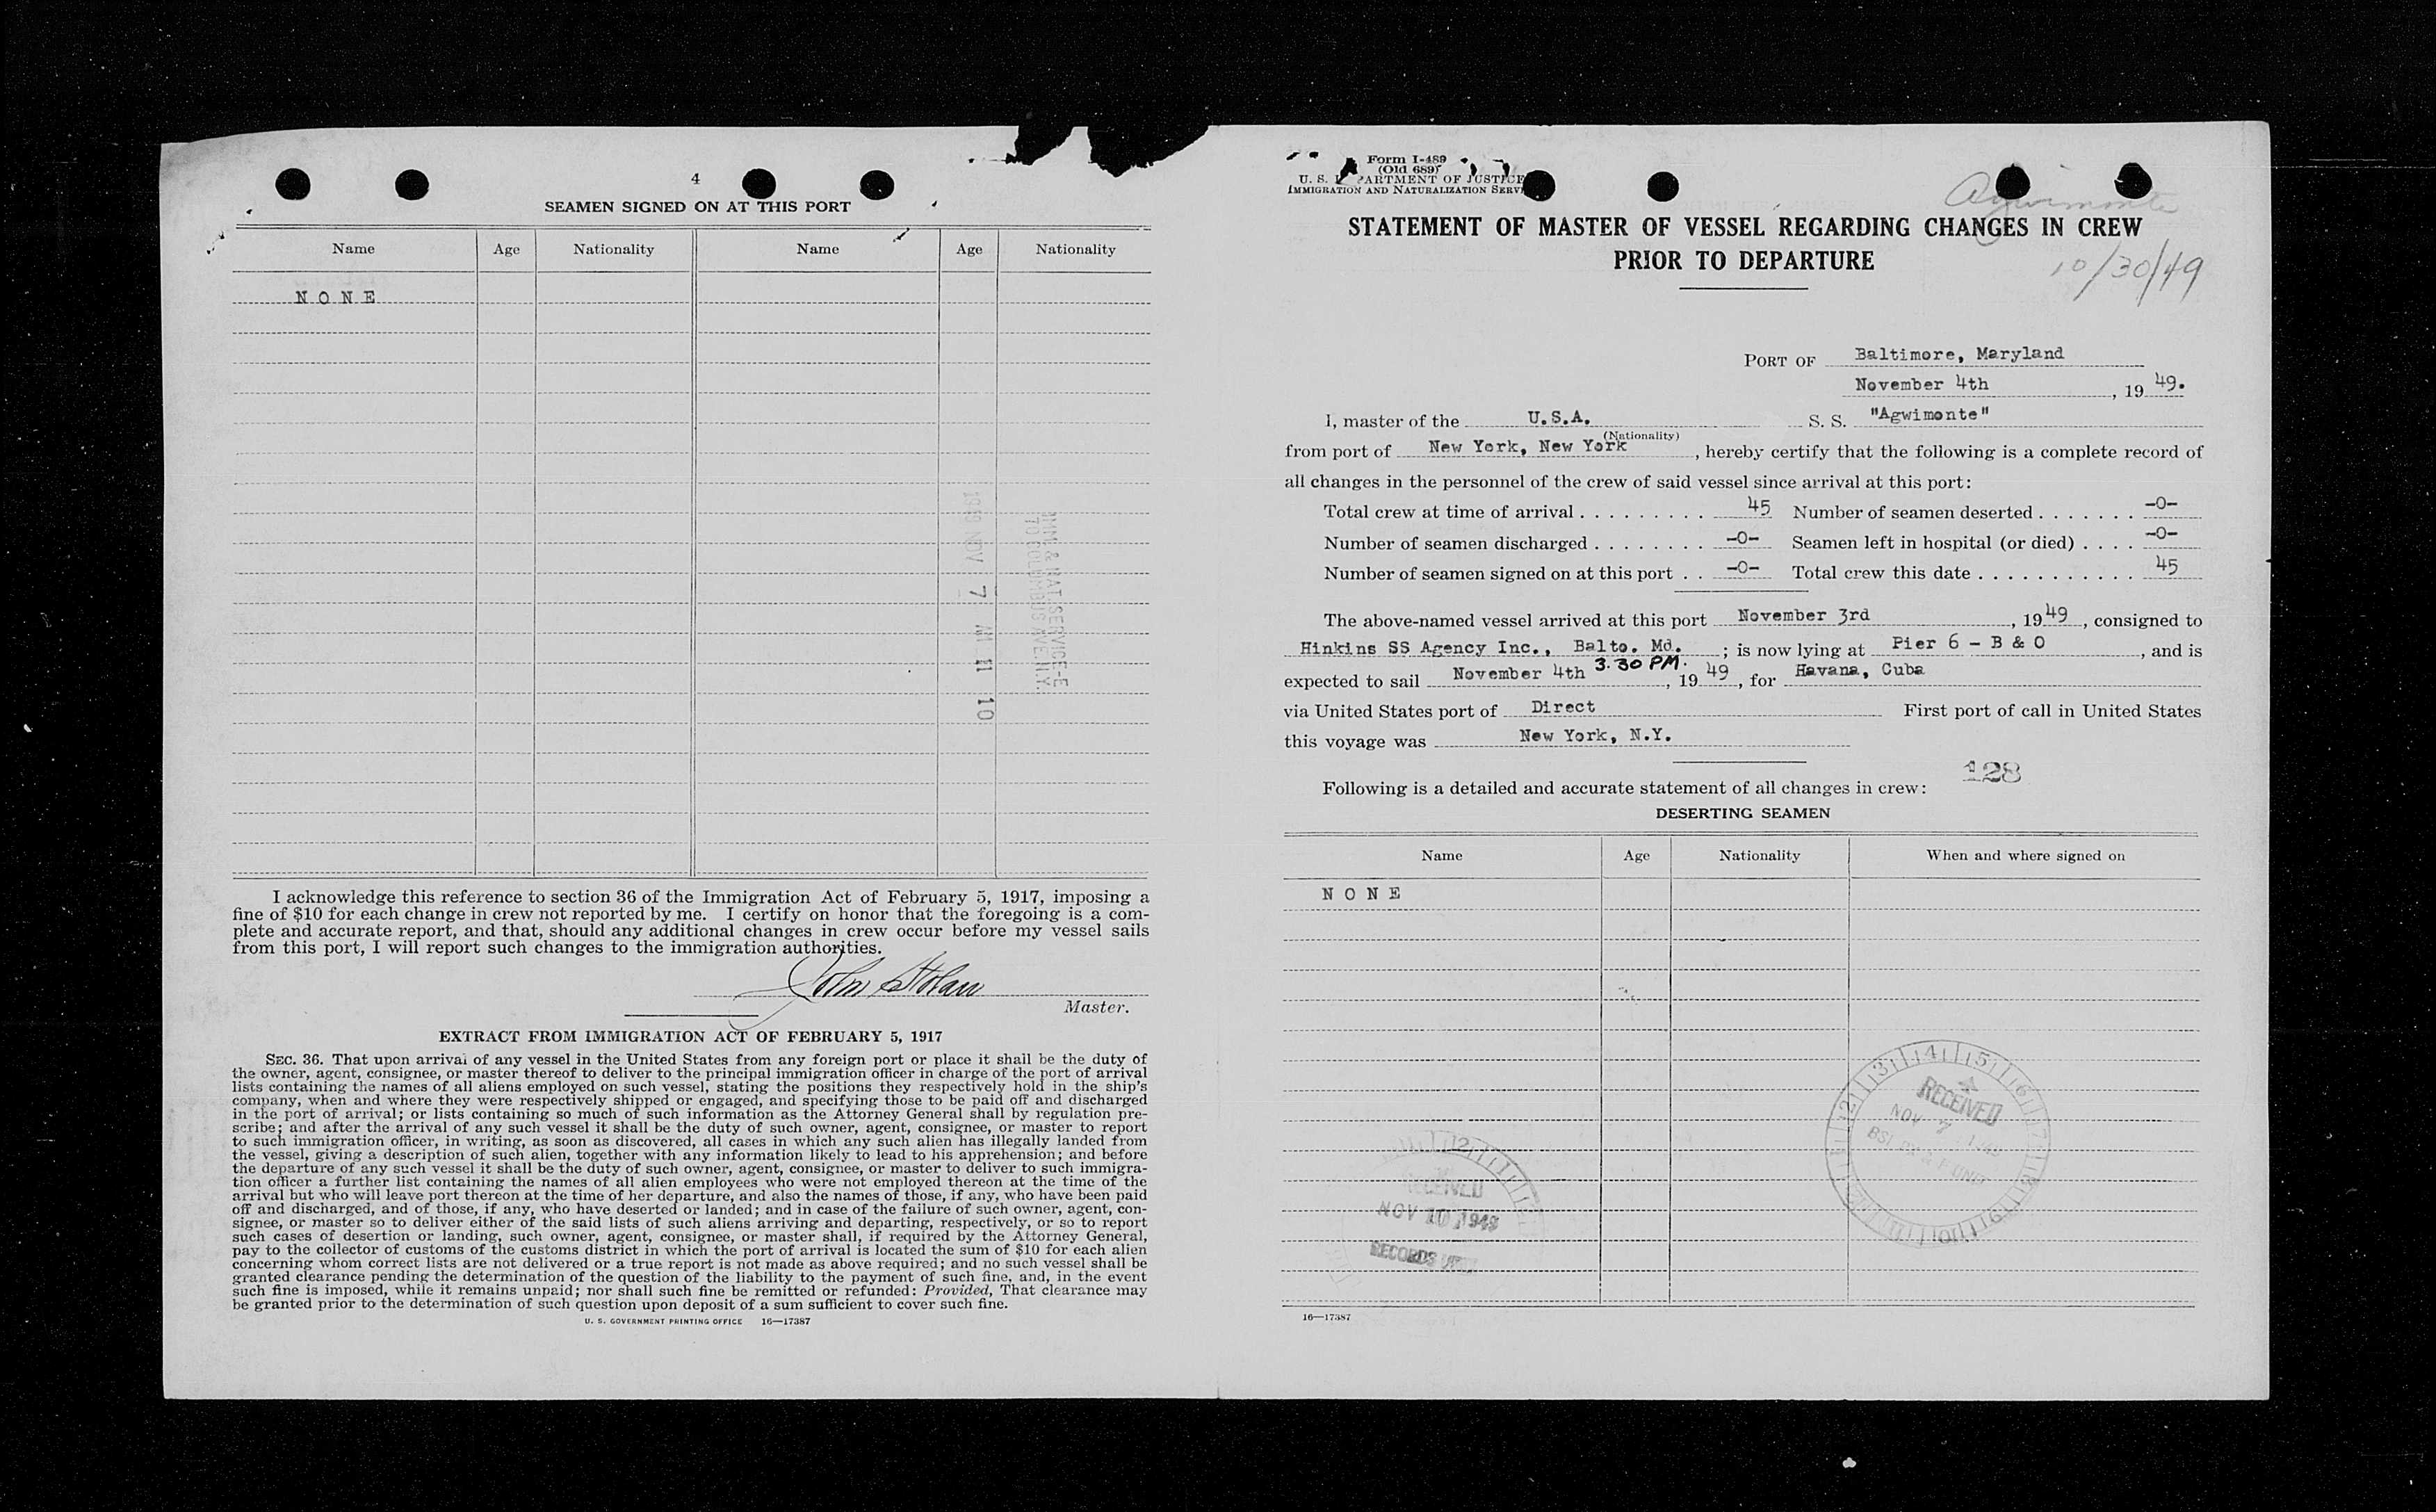 4
SEAMEN SIGNED ON AT THIS PORT
Name Age Nationality Name Age Nationality
NONE
IMM & NAT. SERVICE-E
70 COLUMBUS AVE. N.Y.
1949 NOV 7 AM 11 10
I acknowledge this reference to section 36 of the Immigration Act of February 5, 1917, imposing a
fine of $10 for each change in crew not reported by me. I certify on honor that the foregoing is a com-
plete and accurate report, and that, should any additional changes in crew occur before my vessel sails
from this port, I will report such changes to the immigration authorities.
John
Master.
EXTRACT FROM IMMIGRATION ACT OF FEBRUARY 5, 1917
SEC. 36. That upon arrival of any vessel in the United States from any foreign port or place it shall be the duty of
the owner, agent, consignee, or master thereof to deliver to the principal immigration officer in charge of the port of arrival
lists containing the names of all aliens employed on such vessel, stating the positions they respectively hold in the ship's
company, when and where they were respectively shipped or engaged, and specifying those to be paid off and discharged
in the port of arrival; or lists containing so much of such information as the Attorney General shall by regulation pre-
scribe; and after the arrival of any such vessel it shall be the duty of such owner, agent, consignee, or master to report
to such immigration officer, in writing, as soon as discovered, all cases in which any such alien has illegally landed from
the vessel, giving a description of such alien, together with any information likely to lead to his apprehension; and before
the departure of any such vessel it shall be the duty of such owner, agent, consignee, or master to deliver to such immigra-
tion officer a further list containing the names of all alien employees who were not employed thereon at the time of the
arrival but who will leave port thereon at the time of her departure, and also the names of those, if any, who have been paid
off and discharged, and of those, if any, who have deserted or landed; and in case of the failure of such owner, agent, con-
signee, or master so to deliver either of the said lists of such aliens arriving and departing, respectively, or so to report
such cases of desertion or landing, such owner, agent, consignee, or master shall, if required by the Attorney General,
pay to the collector of customs of the customs district in which the port of arrival is located the sum of $10 for each alien
concerning whom correct lists are not delivered or a true report is not made as above required; and no such vessel shall be
granted clearance pending the determination of the question of the liability to the payment of such fine, and, in the event
such fine is imposed, while it remains unpaid; nor shall such fine be remitted or refunded: Provided, That clearance may
be granted prior to the determination of such question upon deposit of a sum sufficient to cover such fine.
U. S. GOVERNMENT PRINTING OFFICE 16—17387
Form I-489
(Old 689)
U. S. DEPARTMENT OF JUSTICE
IMMIGRATION AND NATURALIZATION SERV
Agwimonte
10/30/49
STATEMENT OF MASTER OF VESSEL REGARDING CHANGES IN CREW
PRIOR TO DEPARTURE
PORT OF Baltimore, Maryland
November 4th, 19 49.
I, master of the U.S.A. S. S. "Agwimonte"
(Nationality)
from port of New York, New York, hereby certify that the following is a complete record of
all changes in the personnel of the crew of said vessel since arrival at this port:
Total crew at time of arrival . . . . . . . . . 45 Number of seamen deserted . . . . . . . -0-
Number of seamen discharged . . . . . . . . -0- Seamen left in hospital (or died) . . . . -0-
Number of seamen signed on at this port . . -0- Total crew this date . . . . . . . . . . . 45
The above-named vessel arrived at this port November 3rd, 19 49, consigned to
Hinkins SS Agency Inc., Balto. Md. ; is now lying at Pier 6 - B & O, and is
expected to sail November 4th 3.30 PM., 19 49, for Havana, Cuba
via United States port of Direct First port of call in United States
this voyage was New York, N.Y.
128
Following is a detailed and accurate statement of all changes in crew:
DESERTING SEAMEN
Name Age Nationality When and where signed on
NONE
RECEIVED
NOV 7 1949
BSI
RECEIVED
NOV 10 1949
RECORDS
16—17387